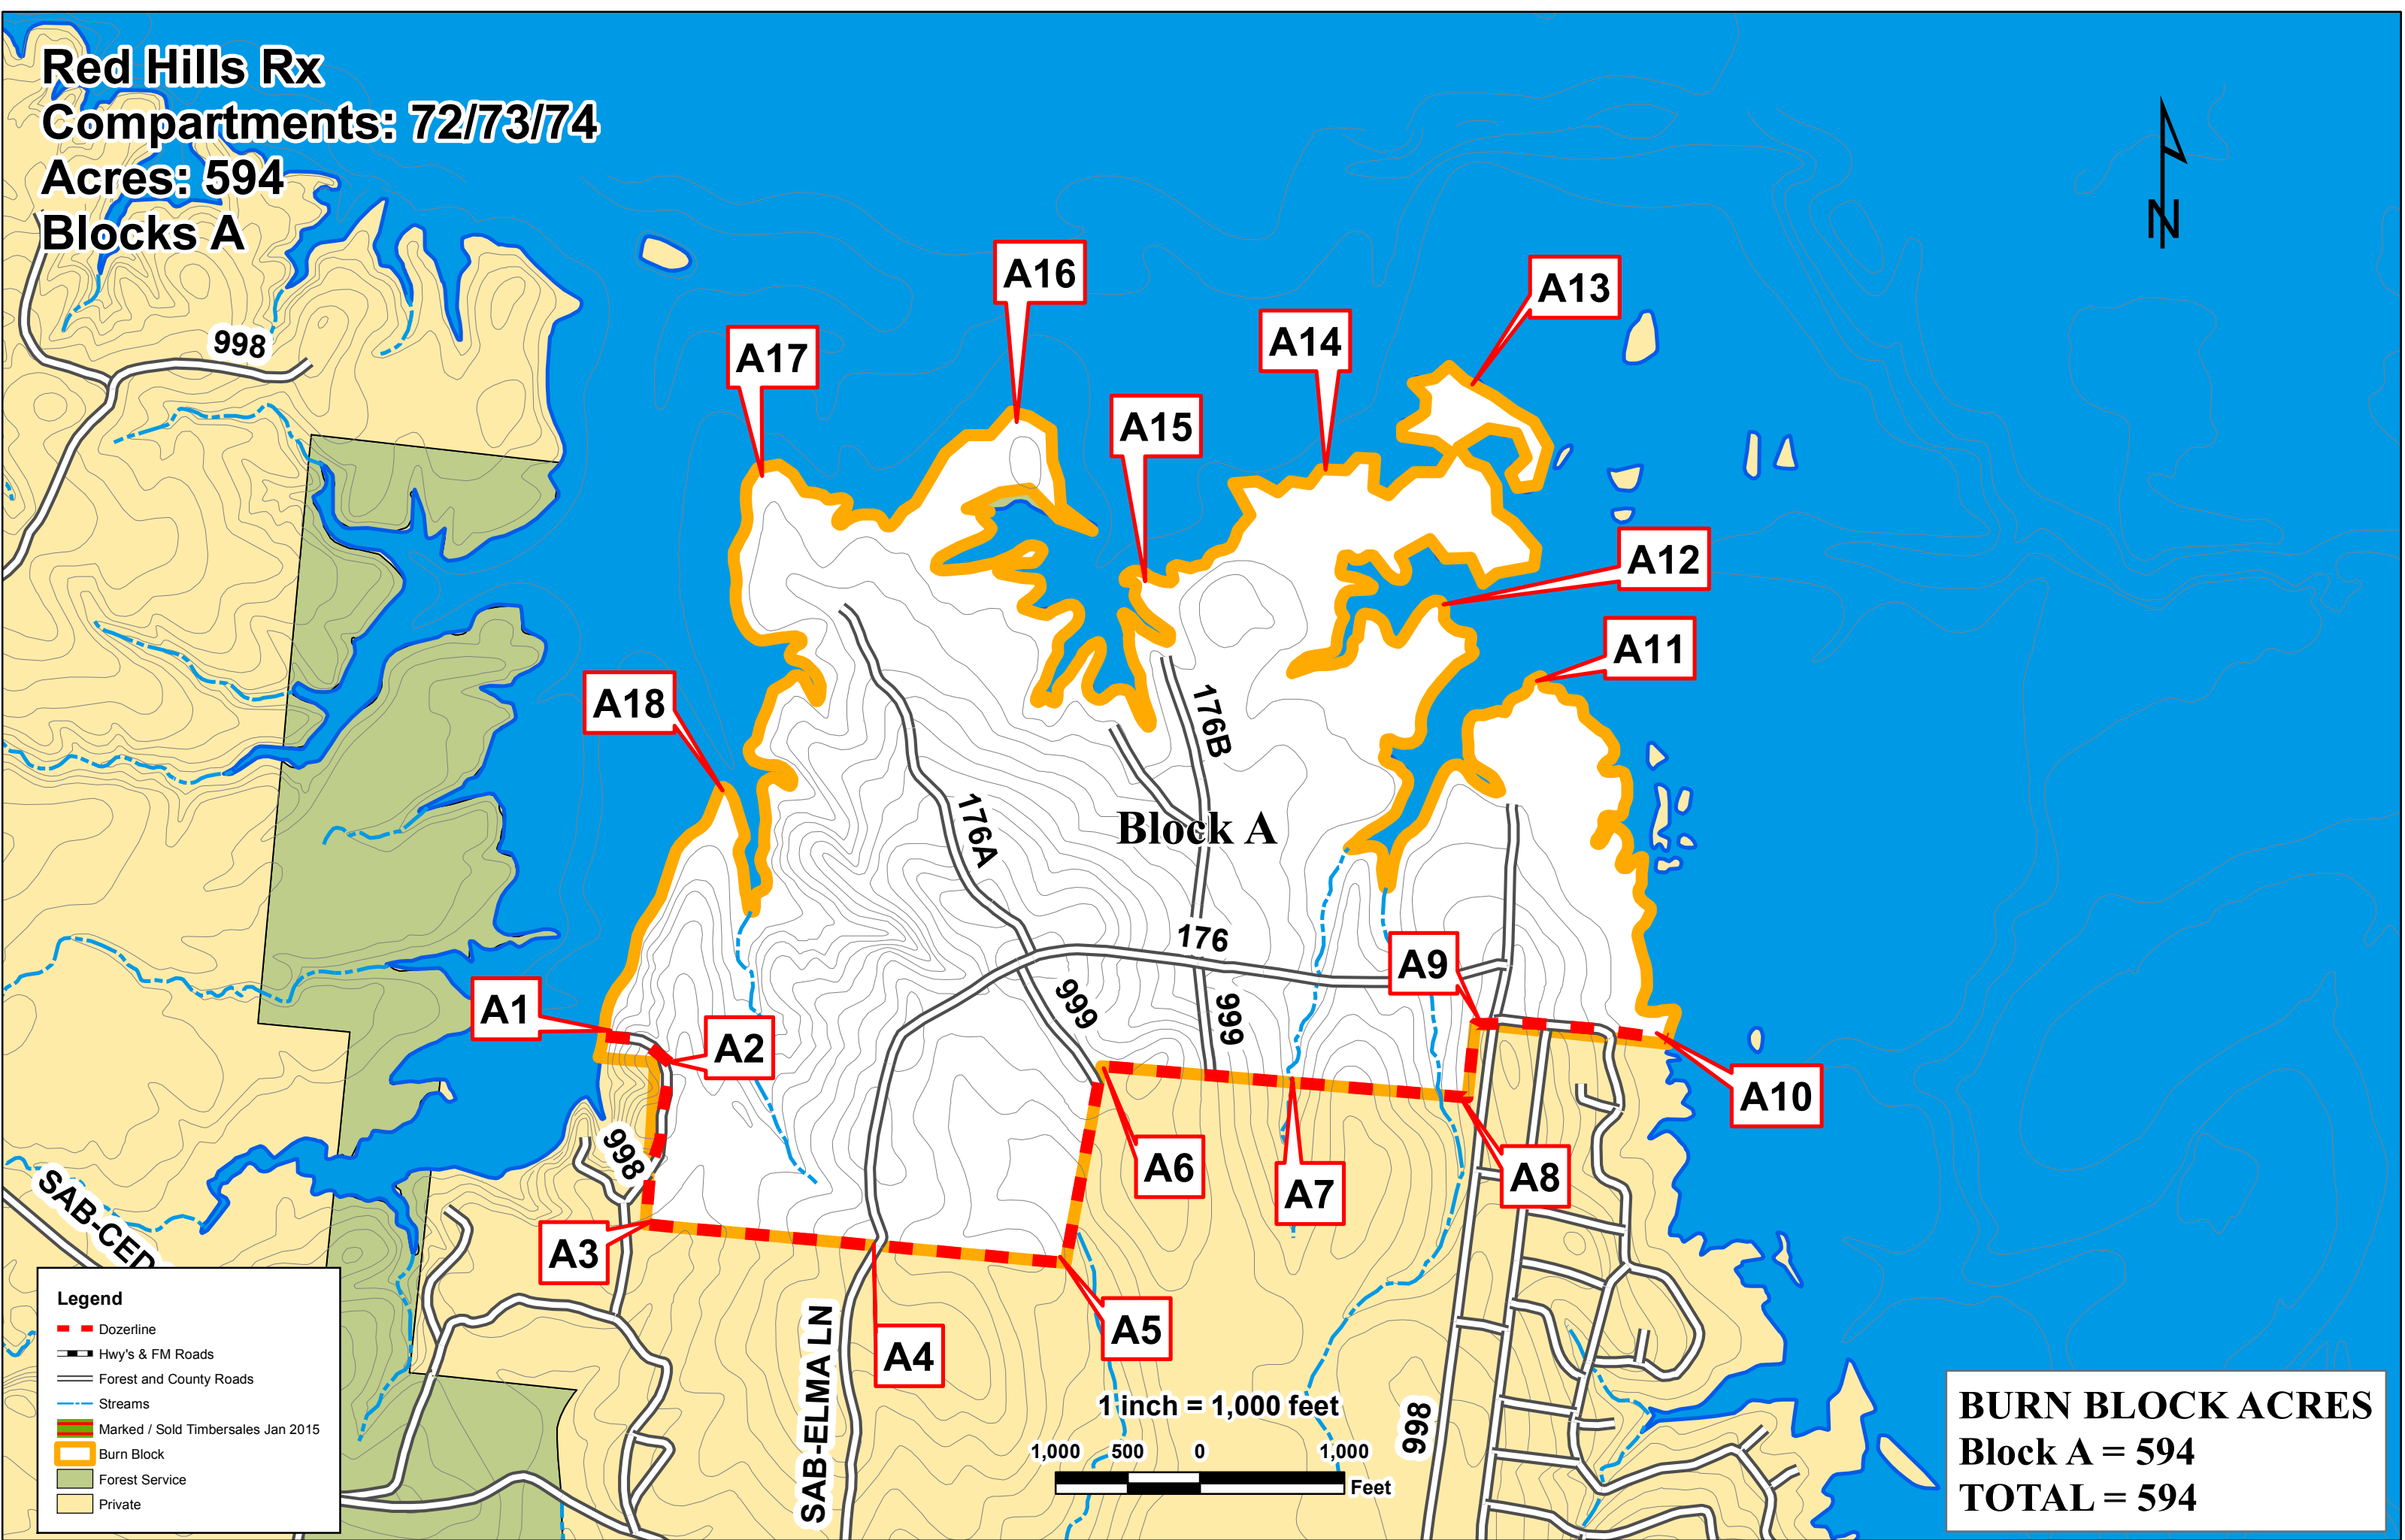 Red Hills Rx
Compartments: 72/73/74
Acres: 594
Blocks A
N
998
A16
A13
A14
A17
A15
A12
A11
A18
176B
176A
Block A
176
A9
A1
999
999
A2
A10
998
A6
A7
A8
SAB-CED
A3
A5
A4
SAB-ELMA LN
998
Legend
Dozerline
Hwy's & FM Roads
Forest and County Roads
Streams
Marked / Sold Timbersales Jan 2015
Burn Block
Forest Service
Private
1 inch = 1,000 feet
1,000 500 0 1,000
Feet
BURN BLOCK ACRES
Block A = 594
TOTAL = 594